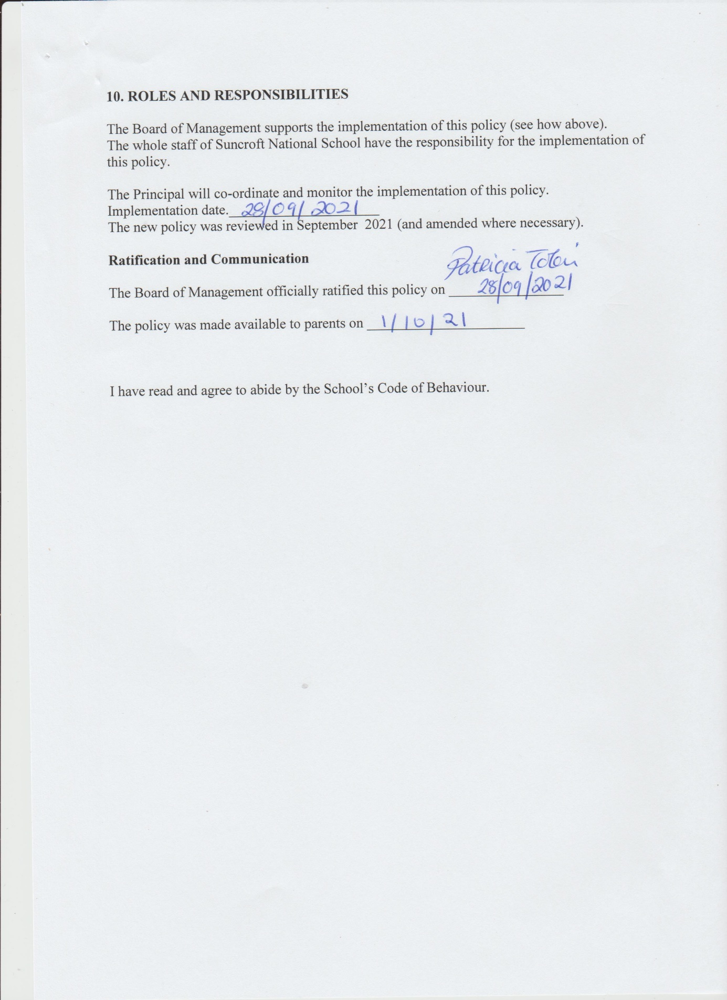 10. ROLES AND RESPONSIBILITIES
The Board of Management supports the implementation of this policy (see how above).
The whole staff of Suncroft National School have the responsibility for the implementation of
this policy.
The Principal will co-ordinate and monitor the implementation of this policy.
Implementation date. 28/09/2021
The new policy was reviewed in September 2021 (and amended where necessary).
Ratification and Communication
Patricia
The Board of Management officially ratified this policy on 28/09/2021
The policy was made available to parents on 1/10/21
I have read and agree to abide by the School’s Code of Behaviour.